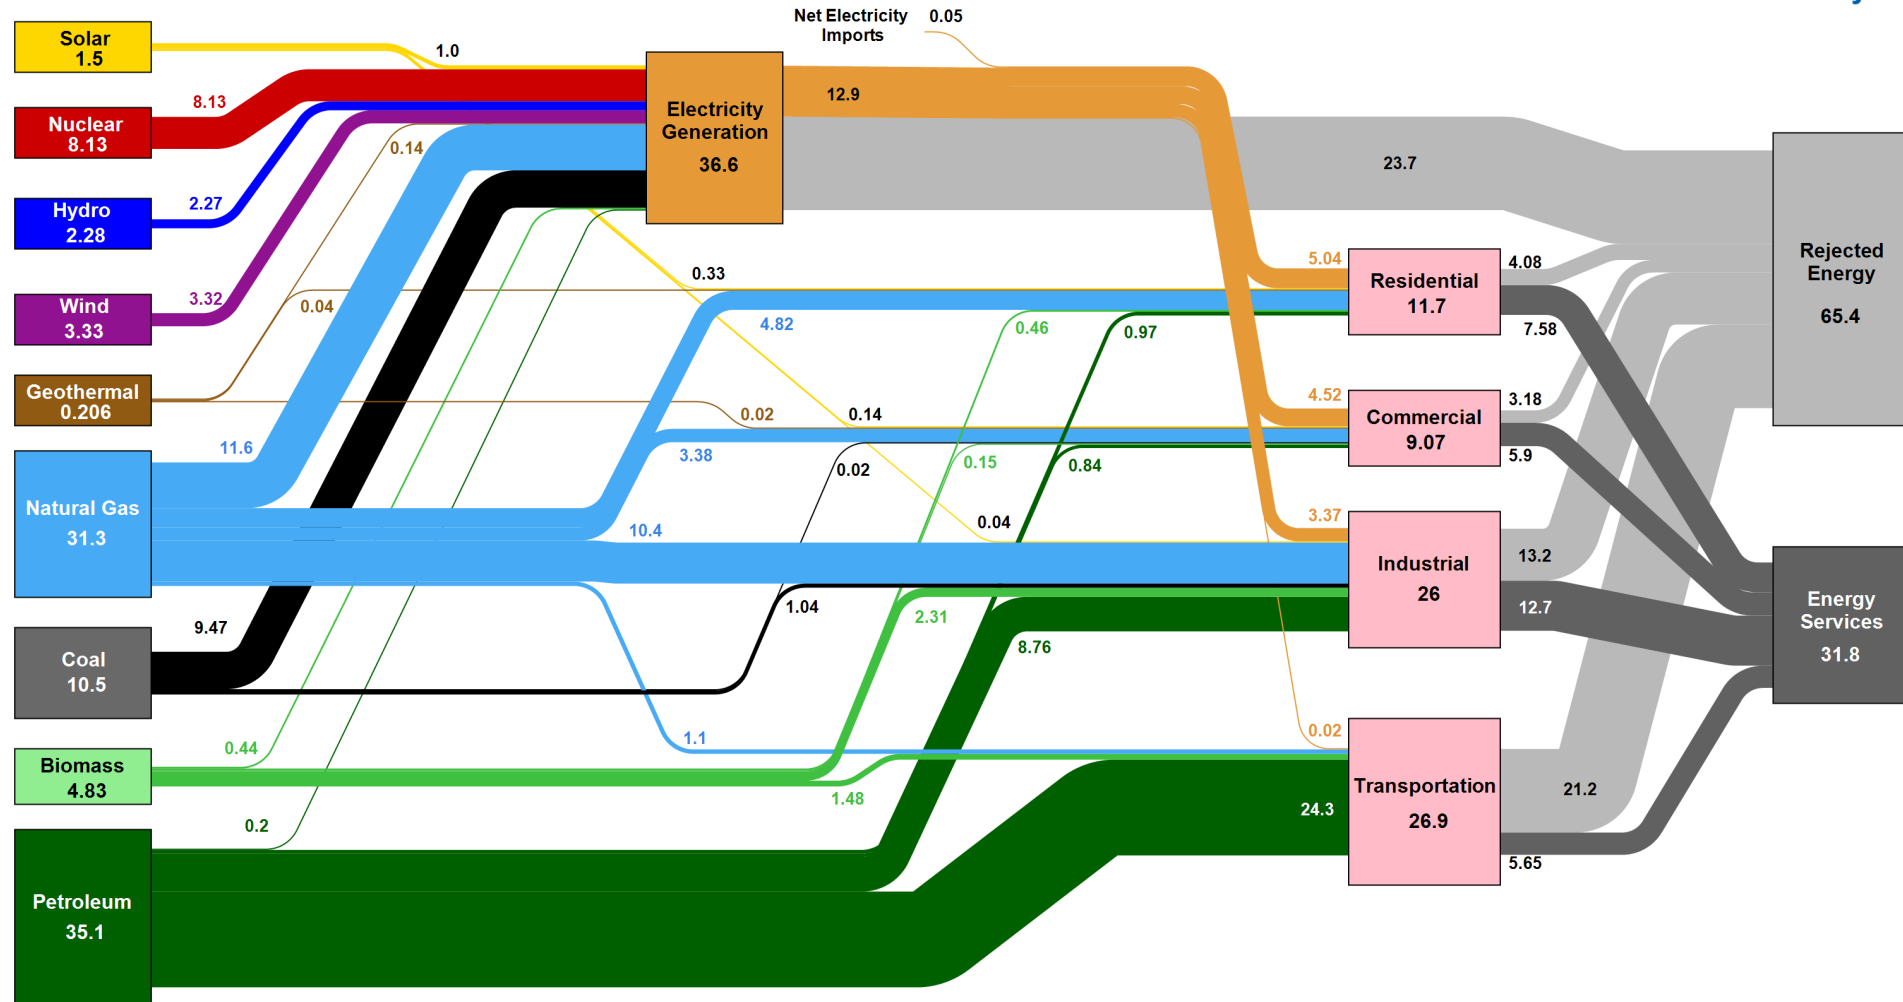 Net Electricity
Imports
0.05
Solar
1.5
1.0
Nuclear
8.13
8.13
Electricity
Generation
36.6
12.9
0.14
23.7
Hydro
2.28
2.27
Rejected
Energy
65.4
Wind
3.33
3.32
0.04
0.33
5.04
Residential
11.7
4.08
7.58
4.82
0.46
0.97
Geothermal
0.206
0.02
0.14
4.52
Commercial
9.07
3.18
5.9
11.6
3.38
0.02
0.15
0.84
Natural Gas
31.3
10.4
0.04
3.37
Industrial
26
13.2
12.7
Energy
Services
31.8
1.04
2.31
8.76
Coal
10.5
9.47
0.44
1.1
0.02
Biomass
4.83
1.48
Transportation
26.9
24.3
21.2
5.65
0.2
Petroleum
35.1